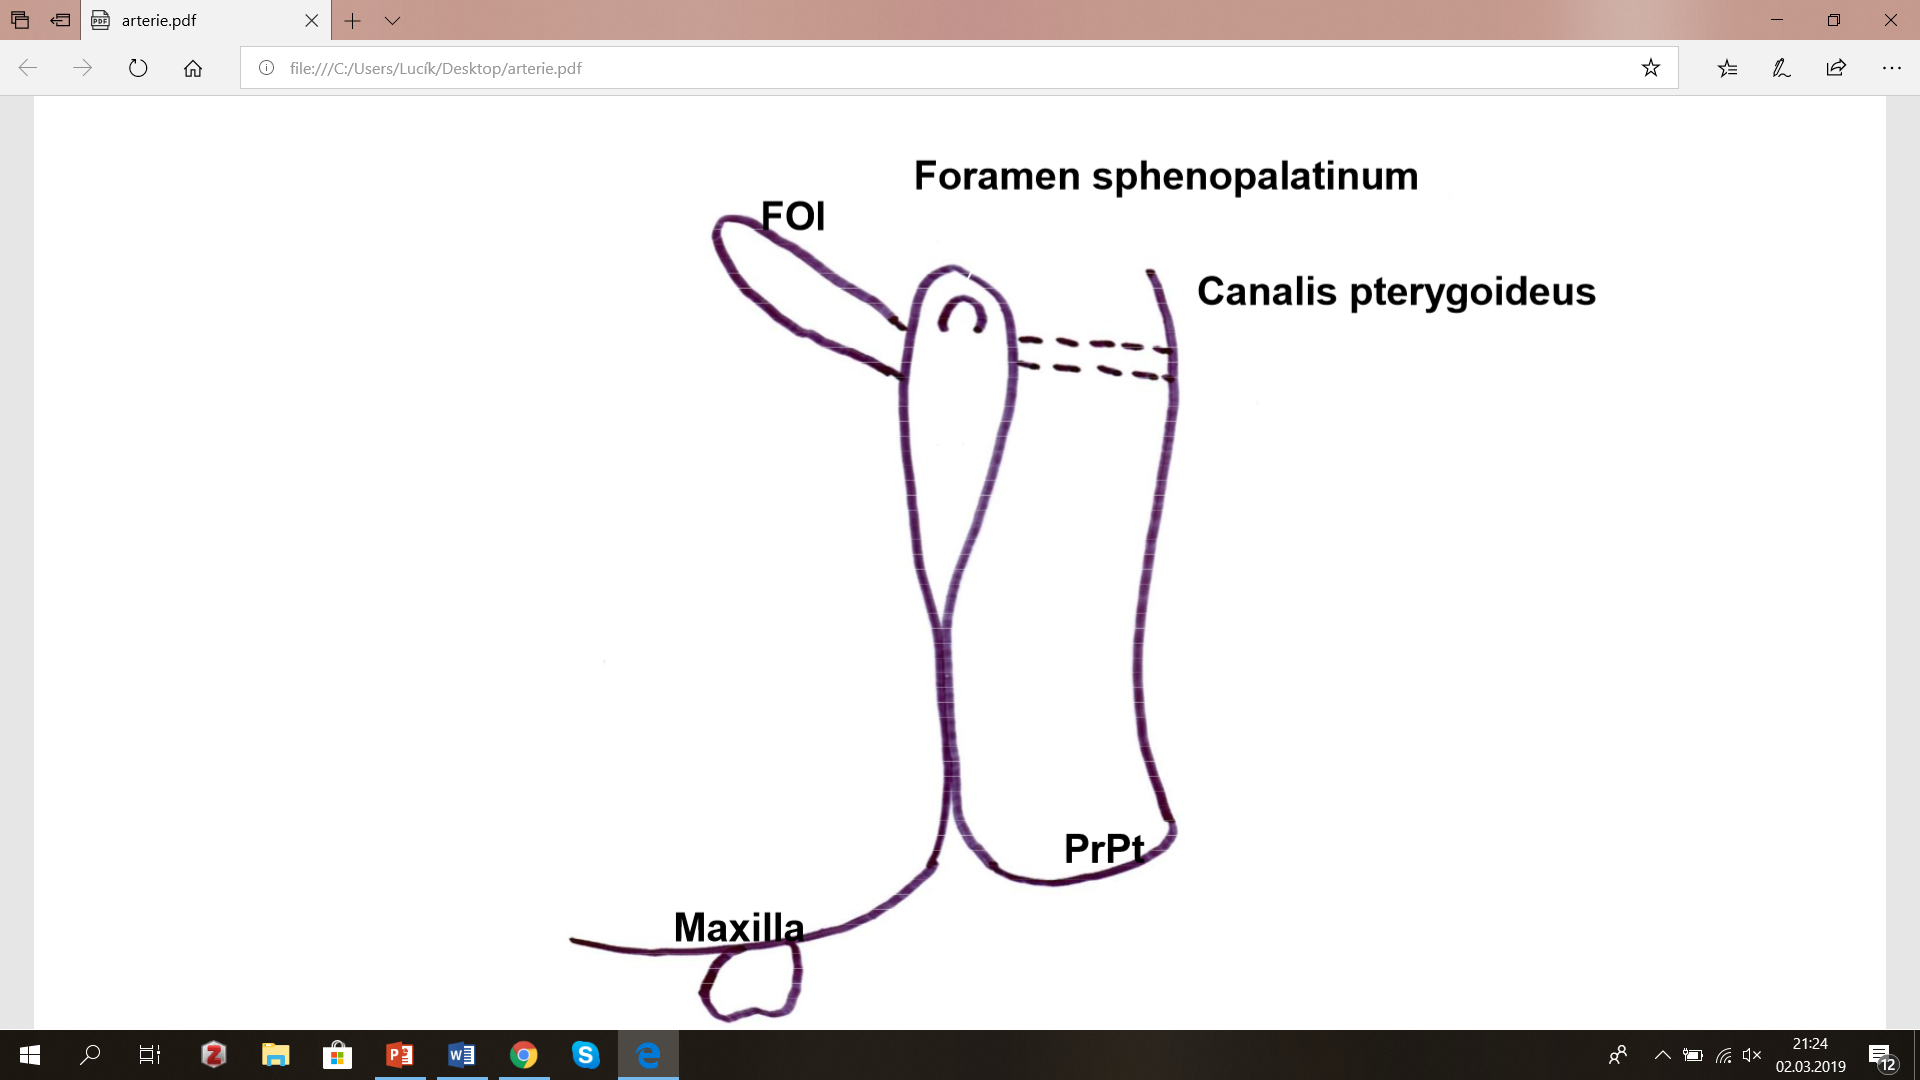 arterie.pdf
file:///C:/Users/Lucík/Desktop/arterie.pdf
Foramen sphenopalatinum
FOI
Canalis pterygoideus
PrPt
Maxilla
21:24
02.03.2019
12